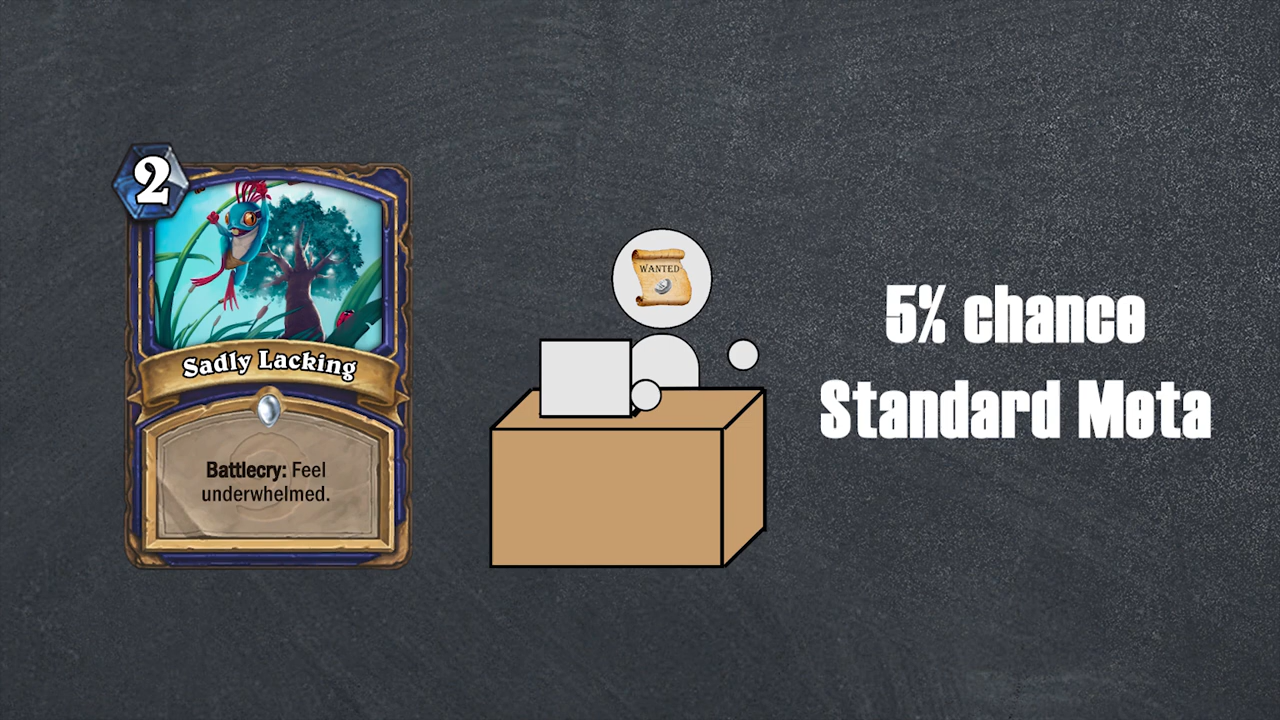 2
Sadly Lacking
Battlecry: Feel
underwhelmed.
WANTED
5% chance
Standard Meta